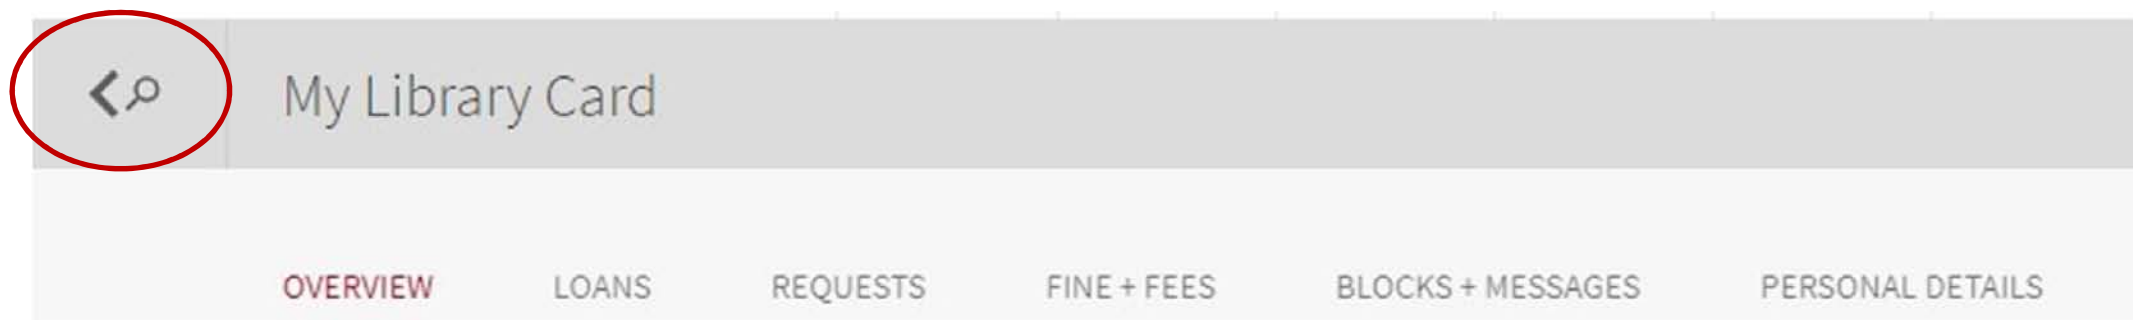 My Library Card
OVERVIEW LOANS REQUESTS FINE + FEES BLOCKS + MESSAGES PERSONAL DETAILS